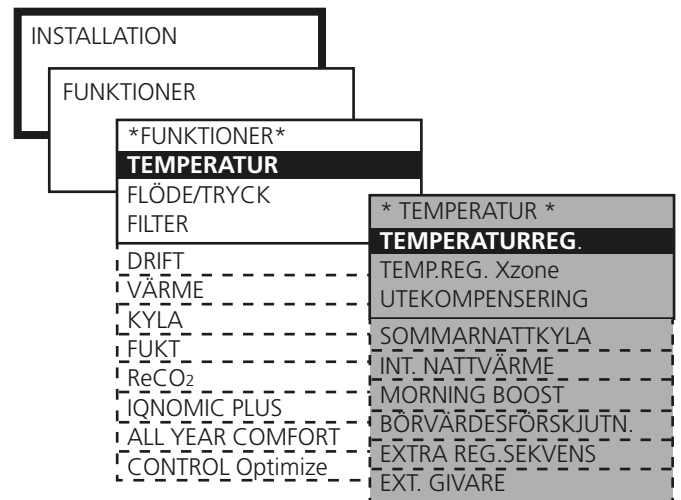 INSTALLATION
FUNKTIONER
*FUNKTIONER*
TEMPERATUR
FLÖDE/TRYCK
FILTER
DRIFT
VÄRME
KYLA
FUKT
ReCO₂
IQNOMIC PLUS
ALL YEAR COMFORT
CONTROL Optimize
* TEMPERATUR *
TEMPERATURREG.
TEMP.REG. Xzone
UTEKOMPENSERING
SOMMARNATTKYLA
INT. NATTVÄRME
MORNING BOOST
BÖRVÄRDESFÖRSKJUTN.
EXTRA REG.SEKVENS
EXT. GIVARE